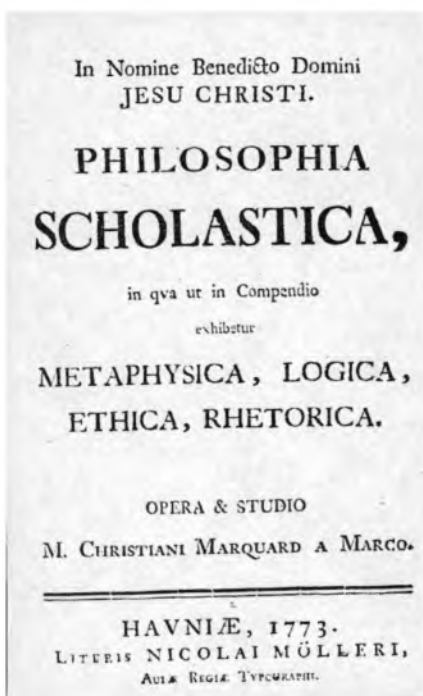 In Nomine Benedicto Domini
JESU CHRISTI.
PHILOSOPHIA
SCHOLASTICA,
in qva ut in Compendio
exhibetur
METAPHYSICA, LOGICA,
ETHICA, RHETORICA.
OPERA & STUDIO
M. CHRISTIANI MARQUARD A MARCO.
HAVNIÆ, 1773.
LITERIS NICOLAI MÖLLERI,
AULÆ REGIÆ TYPOGRAPHI.